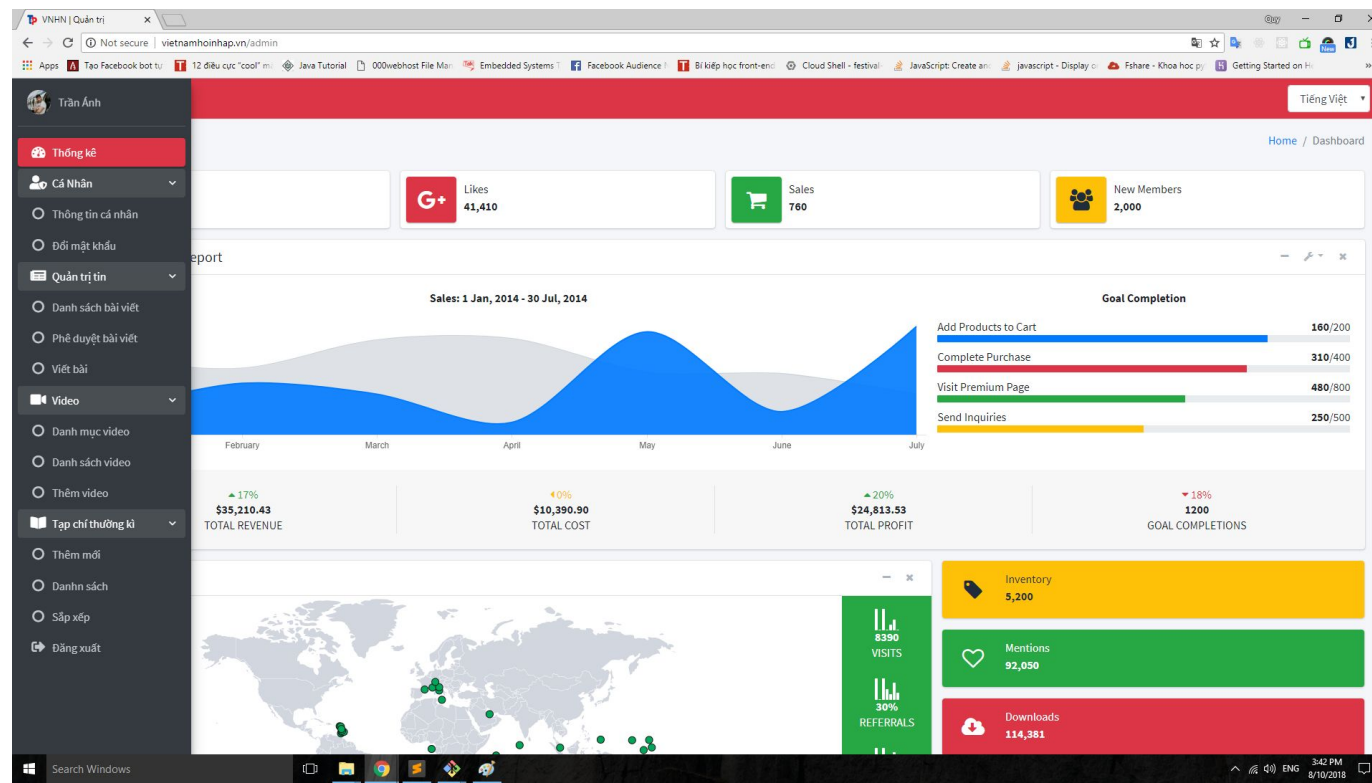 VNHN | Quản trị
Quy
Not secure | vietnamhoinhap.vn/admin
Apps Tạo Facebook bot tự 12 điều cực "cool" m Java Tutorial 000webhost File Man Embedded Systems Facebook Audience Bí kiếp học front-end Cloud Shell - festival JavaScript: Create an javascript - Display Fshare - Khoa hoc py Getting Started on
New
Trần Ánh
Tiếng Việt
Home / Dashboard
Thống kê
Cá Nhân
Thông tin cá nhân
Đổi mật khẩu
Quản trị tin
Danh sách bài viết
Phê duyệt bài viết
Viết bài
Video
Danh mục video
Danh sách video
Thêm video
Tạp chí thường kì
Thêm mới
Danhn sách
Sắp xếp
Đăng xuất
G+
Likes
41,410
Sales
760
New Members
2,000
eport
Sales: 1 Jan, 2014 - 30 Jul, 2014
February March April May June July
Goal Completion
Add Products to Cart 160/200
Complete Purchase 310/400
Visit Premium Page 480/800
Send Inquiries 250/500
17%
$35,210.43
TOTAL REVENUE
0%
$10,390.90
TOTAL COST
20%
$24,813.53
TOTAL PROFIT
18%
1200
GOAL COMPLETIONS
8390
VISITS
30%
REFERRALS
Inventory
5,200
Mentions
92,050
Downloads
114,381
Search Windows
ENG
3:42 PM
8/10/2018